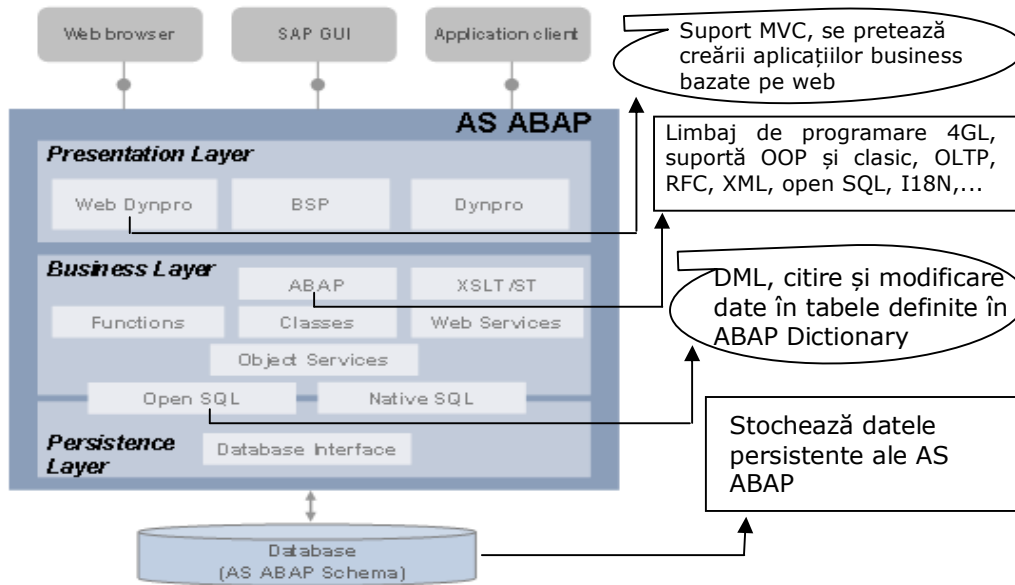 Web browser
SAP GUI
Application client
AS ABAP
Presentation Layer
Web Dynpro
BSP
Dynpro
Business Layer
ABAP
XSLT/ST
Functions
Classes
Web Services
Object Services
Open SQL
Native SQL
Persistence
Layer
Database Interface
Database
(AS ABAP Schema)
Suport MVC, se pretează
creării aplicațiilor business
bazate pe web
Limbaj de programare 4GL,
suportă OOP și clasic, OLTP,
RFC, XML, open SQL, I18N,...
DML, citire și modificare
date în tabele definite în
ABAP Dictionary
Stochează datele
persistente ale AS
ABAP